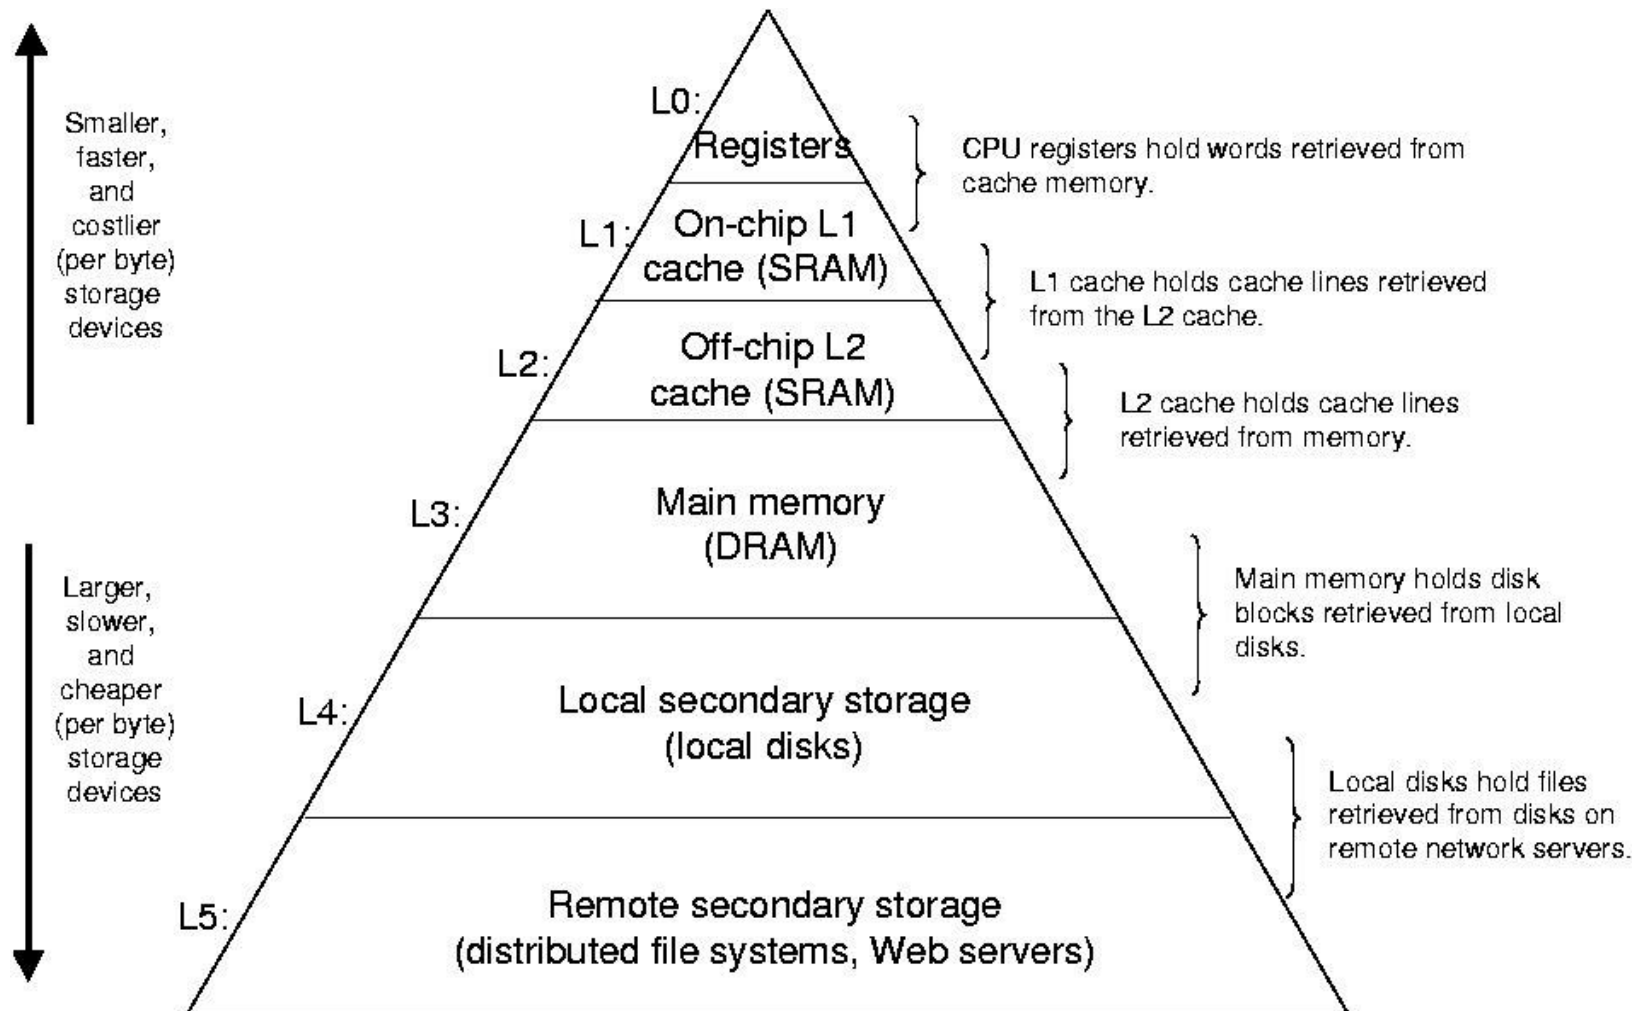 L0:
Registers
CPU registers hold words retrieved from
cache memory.
Smaller,
faster,
and
costlier
(per byte)
storage
devices
L1:
On-chip L1
cache (SRAM)
L1 cache holds cache lines retrieved
from the L2 cache.
L2:
Off-chip L2
cache (SRAM)
L2 cache holds cache lines
retrieved from memory.
L3:
Main memory
(DRAM)
Main memory holds disk
blocks retrieved from local
disks.
Larger,
slower,
and
cheaper
(per byte)
storage
devices
L4:
Local secondary storage
(local disks)
Local disks hold files
retrieved from disks on
remote network servers.
L5:
Remote secondary storage
(distributed file systems, Web servers)